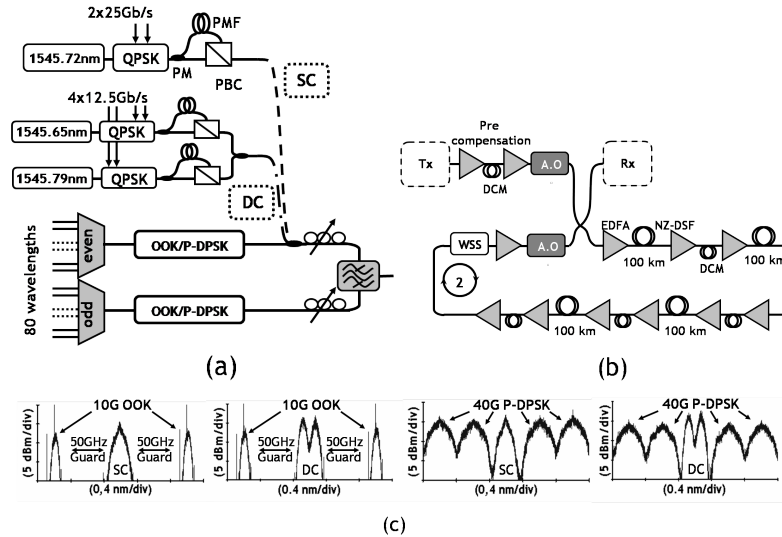 2x25Gb/s
PMF
1545.72nm
QPSK
PM
PBC
SC
4x12.5Gb/s
1545.65nm
QPSK
1545.79nm
QPSK
DC
80 wavelengths
even
OOK/P-DPSK
odd
OOK/P-DPSK
(a)
Pre
compensation
Tx
DCM
A.O
Rx
EDFA
NZ-DSF
WSS
A.O
100 km
DCM
100 km
2
100 km
100 km
(b)
10G OOK
50GHz
Guard
50GHz
Guard
SC
(5 dBm/div)
(0,4 nm/div)
10G OOK
50GHz
Guard
50GHz
Guard
DC
(5 dBm/div)
(0.4 nm/div)
40G P-DPSK
SC
(5 dBm/div)
(0,4 nm/div)
40G P-DPSK
DC
(5 dBm/div)
(0.4 nm/div)
(c)